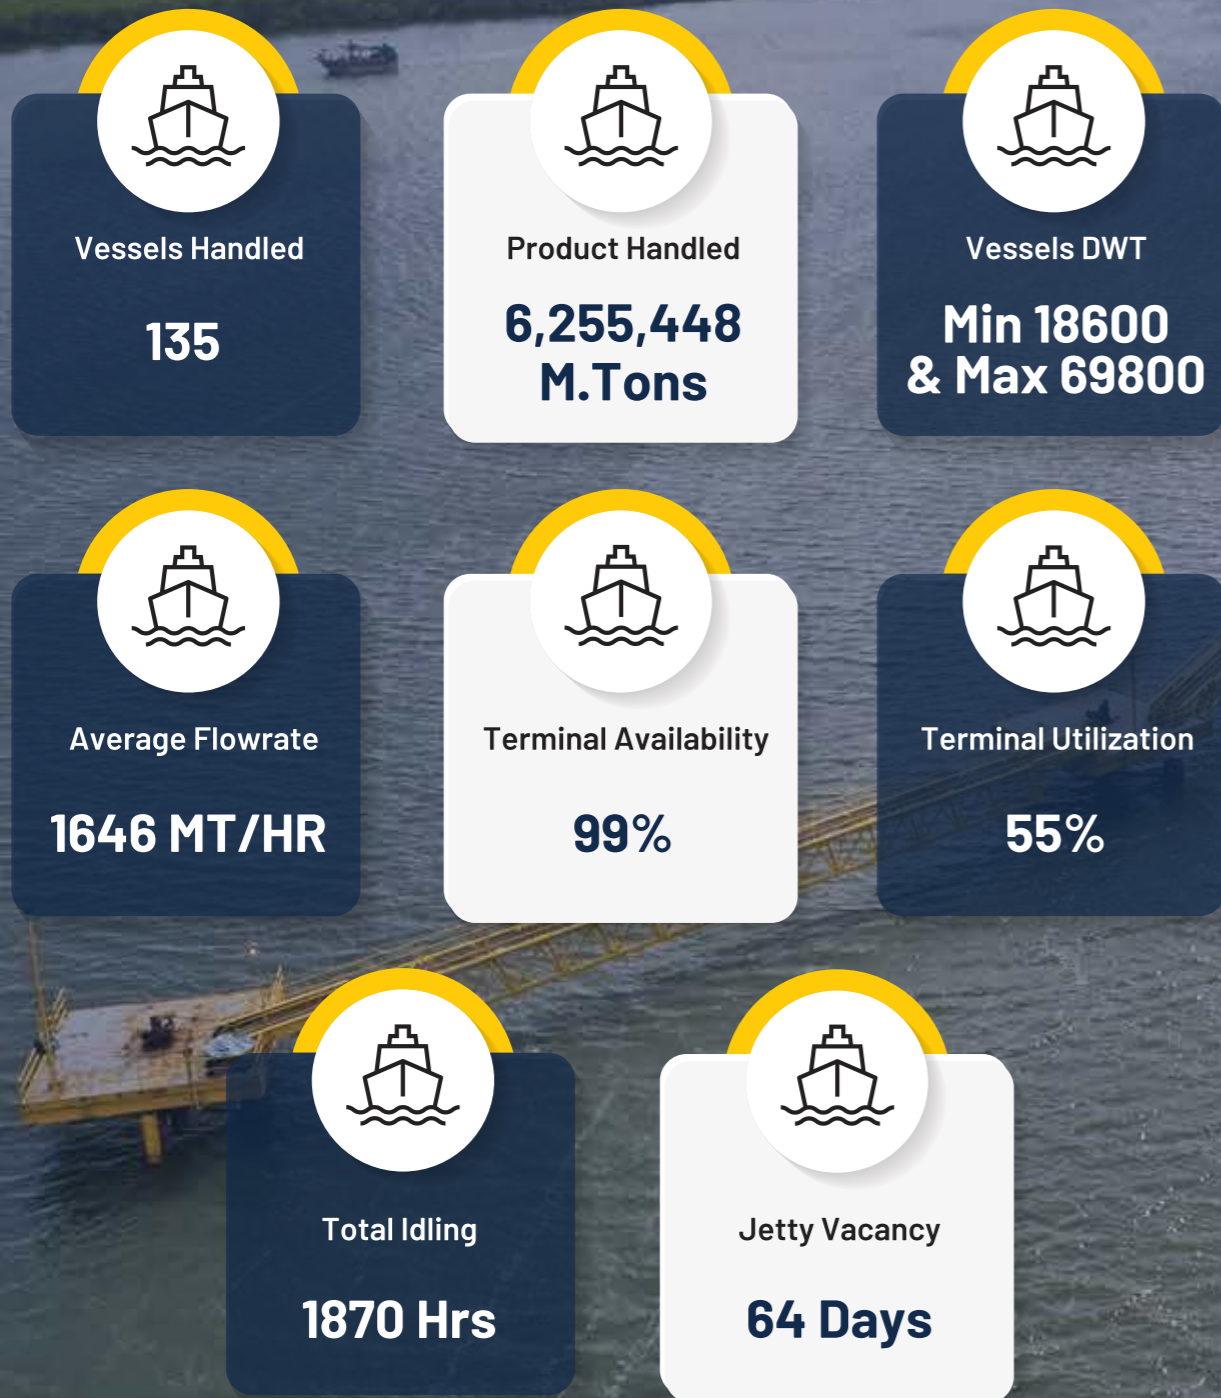 Vessels Handled
135
Product Handled
6,255,448
M.Tons
Vessels DWT
Min 18600
& Max 69800
Average Flowrate
1646 MT/HR
Terminal Availability
99%
Terminal Utilization
55%
Total Idling
1870 Hrs
Jetty Vacancy
64 Days